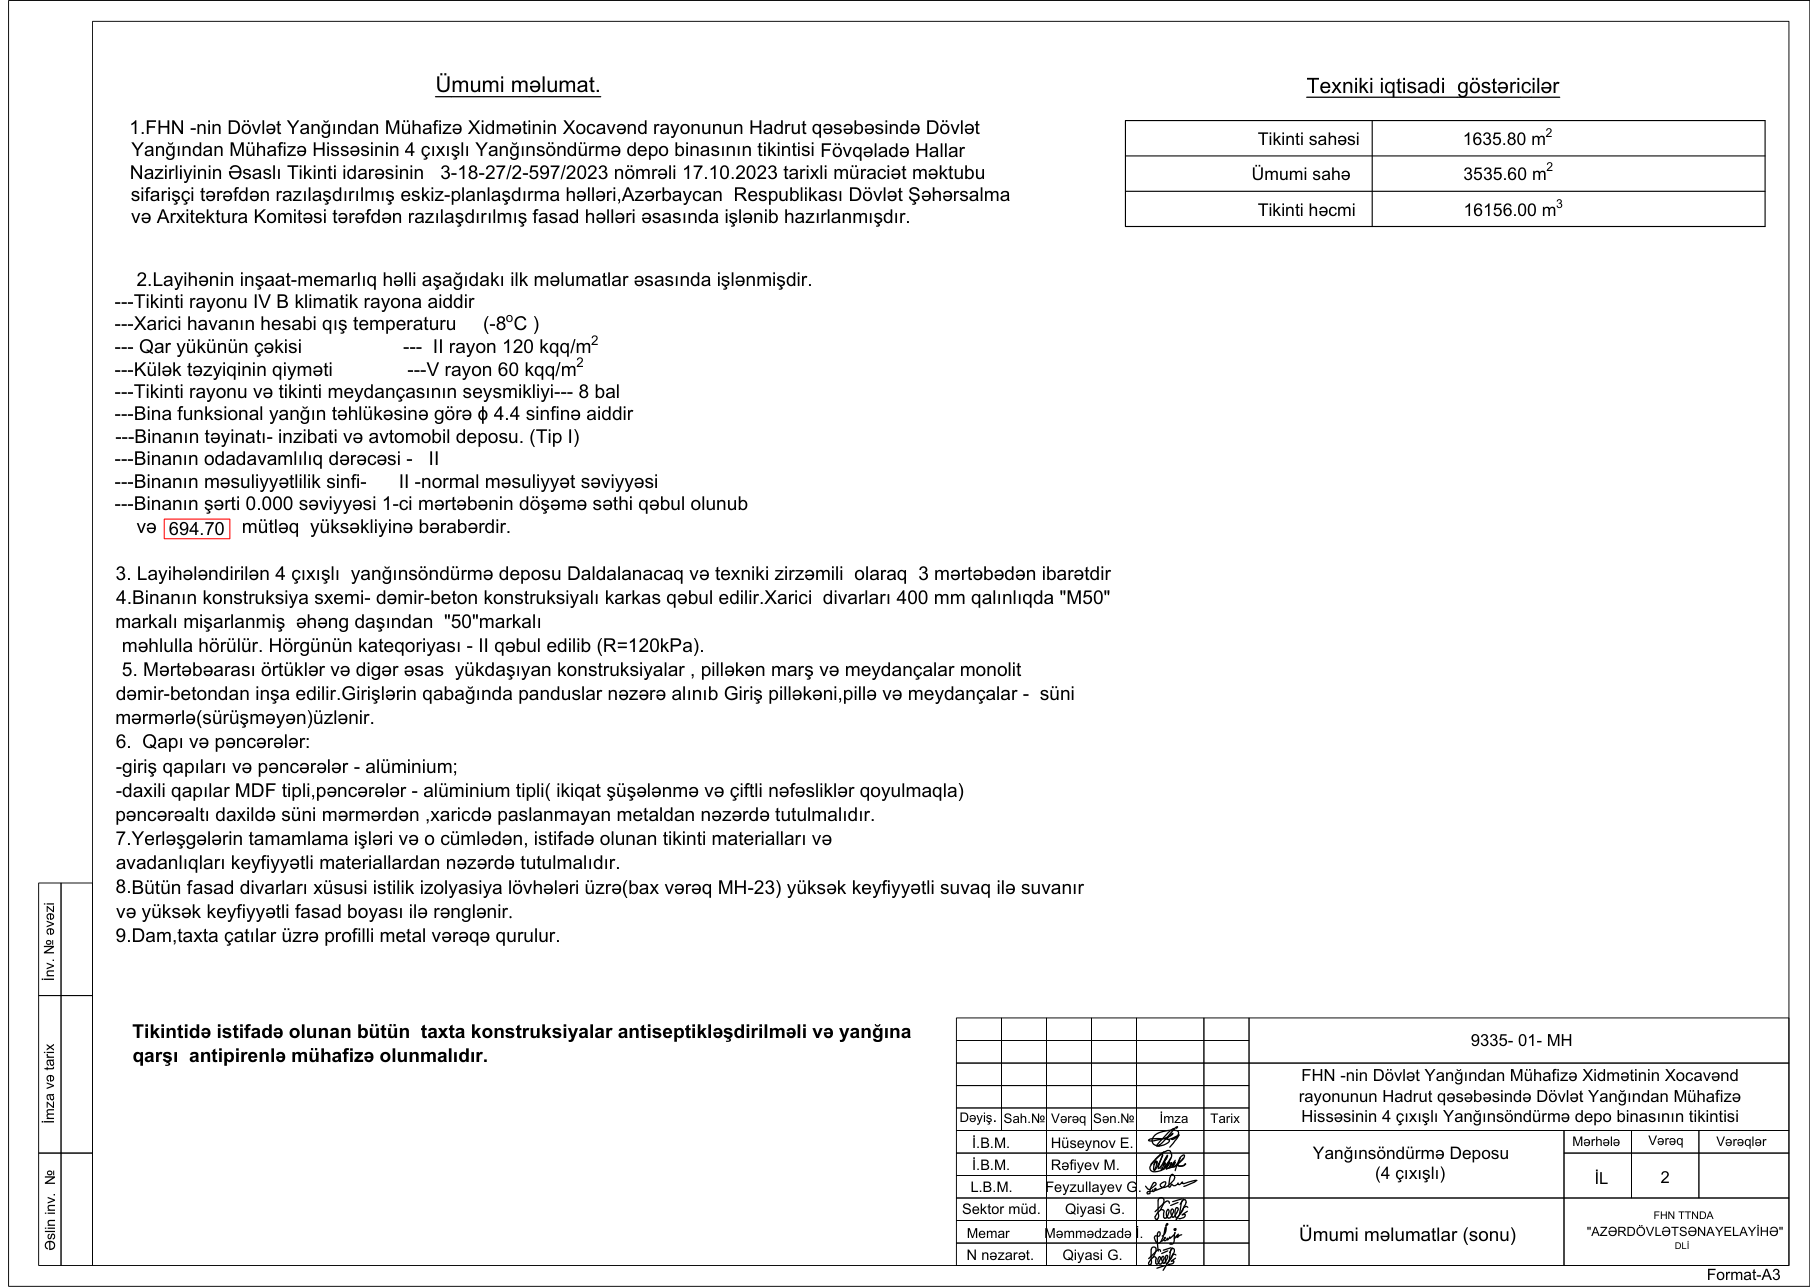 Ümumi məlumat.
1.FHN -nin Dövlət Yanğından Mühafizə Xidmətinin Xocavənd rayonunun Hadrut qəsəbəsində Dövlət
Yanğından Mühafizə Hissəsinin 4 çıxışlı Yanğınsöndürmə depo binasının tikintisi Fövqəladə Hallar
Nazirliyinin Əsaslı Tikinti idarəsinin 3-18-27/2-597/2023 nömrəli 17.10.2023 tarixli müraciət məktubu
sifarişçi tərəfdən razılaşdırılmış eskiz-planlaşdırma həlləri,Azərbaycan Respublikası Dövlət Şəhərsalma
və Arxitektura Komitəsi tərəfdən razılaşdırılmış fasad həlləri əsasında işlənib hazırlanmışdır.
2.Layihənin inşaat-memarlıq həlli aşağıdakı ilk məlumatlar əsasında işlənmişdir.
---Tikinti rayonu IV B klimatik rayona aiddir
---Xarici havanın hesabi qış temperaturu (-8⁰C )
--- Qar yükünün çəkisi --- II rayon 120 kqq/m²
---Külək təzyiqinin qiyməti ---V rayon 60 kqq/m²
---Tikinti rayonu və tikinti meydançasının seysmikliyi--- 8 bal
---Bina funksional yanğın təhlükəsinə görə ϕ 4.4 sinfinə aiddir
---Binanın təyinatı- inzibati və avtomobil deposu. (Tip I)
---Binanın odadavamlılıq dərəcəsi - II
---Binanın məsuliyyətlilik sinfi- II -normal məsuliyyət səviyyəsi
---Binanın şərti 0.000 səviyyəsi 1-ci mərtəbənin döşəmə səthi qəbul olunub
və 694.70 mütləq yüksəkliyinə bərabərdir.
3. Layihələndirilən 4 çıxışlı yanğınsöndürmə deposu Daldalanacaq və texniki zirzəmili olaraq 3 mərtəbədən ibarətdir
4.Binanın konstruksiya sxemi- dəmir-beton konstruksiyalı karkas qəbul edilir.Xarici divarları 400 mm qalınlıqda "M50"
markalı mişarlanmiş əhəng daşından "50"markalı
məhlulla hörülür. Hörgünün kateqoriyası - II qəbul edilib (R=120kPa).
5. Mərtəbəarası örtüklər və digər əsas yükdaşıyan konstruksiyalar , pilləkən marş və meydançalar monolit
dəmir-betondan inşa edilir.Girişlərin qabağında panduslar nəzərə alınıb Giriş pilləkəni,pillə və meydançalar - süni
mərmərlə(sürüşməyən)üzlənir.
6. Qapı və pəncərələr:
-giriş qapıları və pəncərələr - alüminium;
-daxili qapılar MDF tipli,pəncərələr - alüminium tipli( ikiqat şüşələnmə və çiftli nəfəsliklər qoyulmaqla)
pəncərəaltı daxildə süni mərmərdən ,xaricdə paslanmayan metaldan nəzərdə tutulmalıdır.
7.Yerləşgələrin tamamlama işləri və o cümlədən, istifadə olunan tikinti materialları və
avadanlıqları keyfiyyətli materiallardan nəzərdə tutulmalıdır.
8.Bütün fasad divarları xüsusi istilik izolyasiya lövhələri üzrə(bax vərəq MH-23) yüksək keyfiyyətli suvaq ilə suvanır
və yüksək keyfiyyətli fasad boyası ilə rənglənir.
9.Dam,taxta çatılar üzrə profilli metal vərəqə qurulur.
Tikintidə istifadə olunan bütün taxta konstruksiyalar antiseptikləşdirilməli və yanğına
qarşı antipirenlə mühafizə olunmalıdır.
Texniki iqtisadi göstəricilər
Tikinti sahəsi 1635.80 m²
Ümumi sahə 3535.60 m²
Tikinti həcmi 16156.00 m³
İnv. № əvəzi
İmza və tarix
Əslin inv. №
Dəyiş. Sah.№ Vərəq Sən.№ İmza Tarix
İ.B.M. Hüseynov E.
İ.B.M. Rəfiyev M.
L.B.M. Feyzullayev G.
Sektor müd. Qiyasi G.
Memar Məmmədzadə İ.
N nəzarət. Qiyasi G.
9335- 01- MH
FHN -nin Dövlət Yanğından Mühafizə Xidmətinin Xocavənd
rayonunun Hadrut qəsəbəsində Dövlət Yanğından Mühafizə
Hissəsinin 4 çıxışlı Yanğınsöndürmə depo binasının tikintisi
Yanğınsöndürmə Deposu
(4 çıxışlı)
Mərhələ Vərəq Vərəqlər
İL 2
Ümumi məlumatlar (sonu)
FHN TTNDA
"AZƏRDÖVLƏTSƏNAYELAYİHƏ"
DLİ
Format-A3